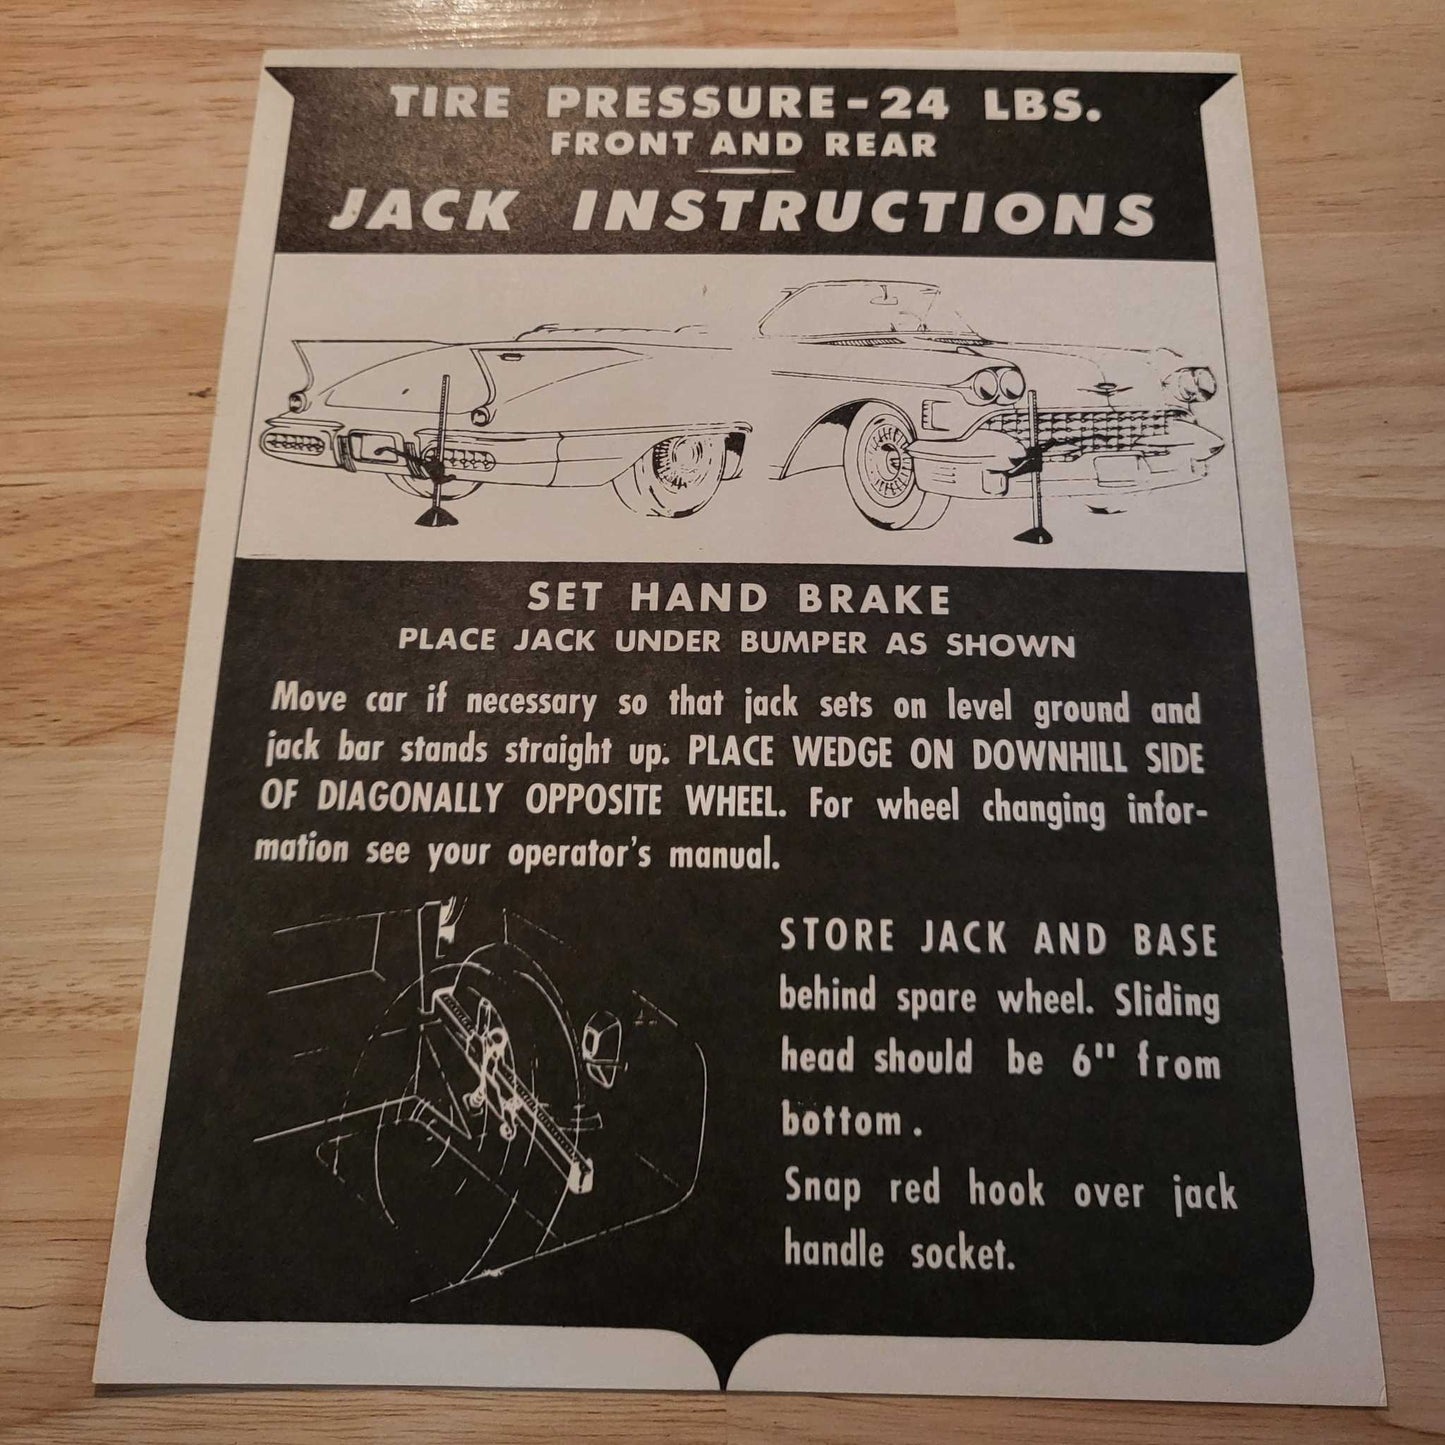 TIRE PRESSURE-24 LBS.
FRONT AND REAR
JACK INSTRUCTIONS
SET HAND BRAKE
PLACE JACK UNDER BUMPER AS SHOWN
Move car if necessary so that jack sets on level ground and
jack bar stands straight up. PLACE WEDGE ON DOWNHILL SIDE
OF DIAGONALLY OPPOSITE WHEEL. For wheel changing infor-
mation see your operator's manual.
STORE JACK AND BASE
behind spare wheel. Sliding
head should be 6" from
bottom.
Snap red hook over jack
handle socket.